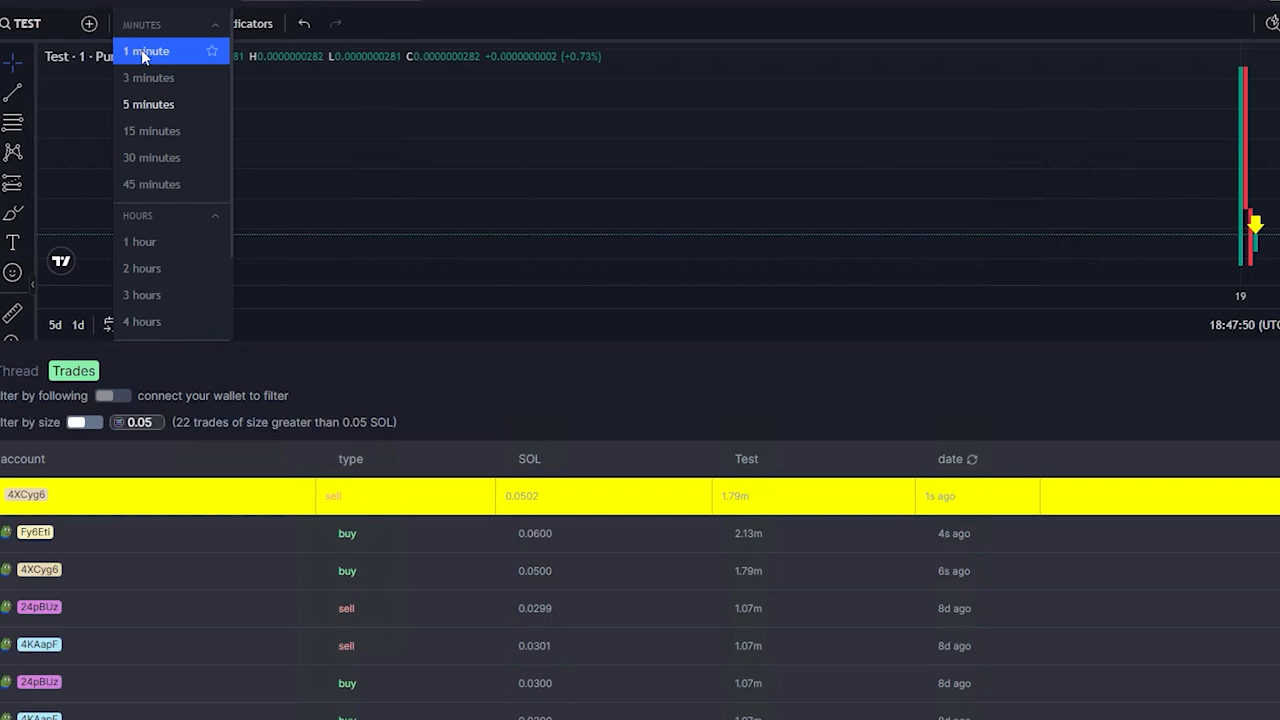 TEST
MINUTES
dicators
1 minute
Test · 1 · Pu
81 H0.0000000282 L0.0000000281 C0.0000000282 +0.0000000002 (+0.73%)
3 minutes
5 minutes
15 minutes
30 minutes
45 minutes
HOURS
1 hour
2 hours
3 hours
4 hours
19
5d 1d
18:47:50 (UTC
hread Trades
lter by following connect your wallet to filter
lter by size 0.05 (22 trades of size greater than 0.05 SOL)
account type SOL Test date
4XCyg6 sell 0.0502 1.79m 1s ago
Fy6Eti buy 0.0600 2.13m 4s ago
4XCyg6 buy 0.0500 1.79m 6s ago
24pBUz sell 0.0299 1.07m 8d ago
4KAapF sell 0.0301 1.07m 8d ago
24pBUz buy 0.0300 1.07m 8d ago
4KAapF